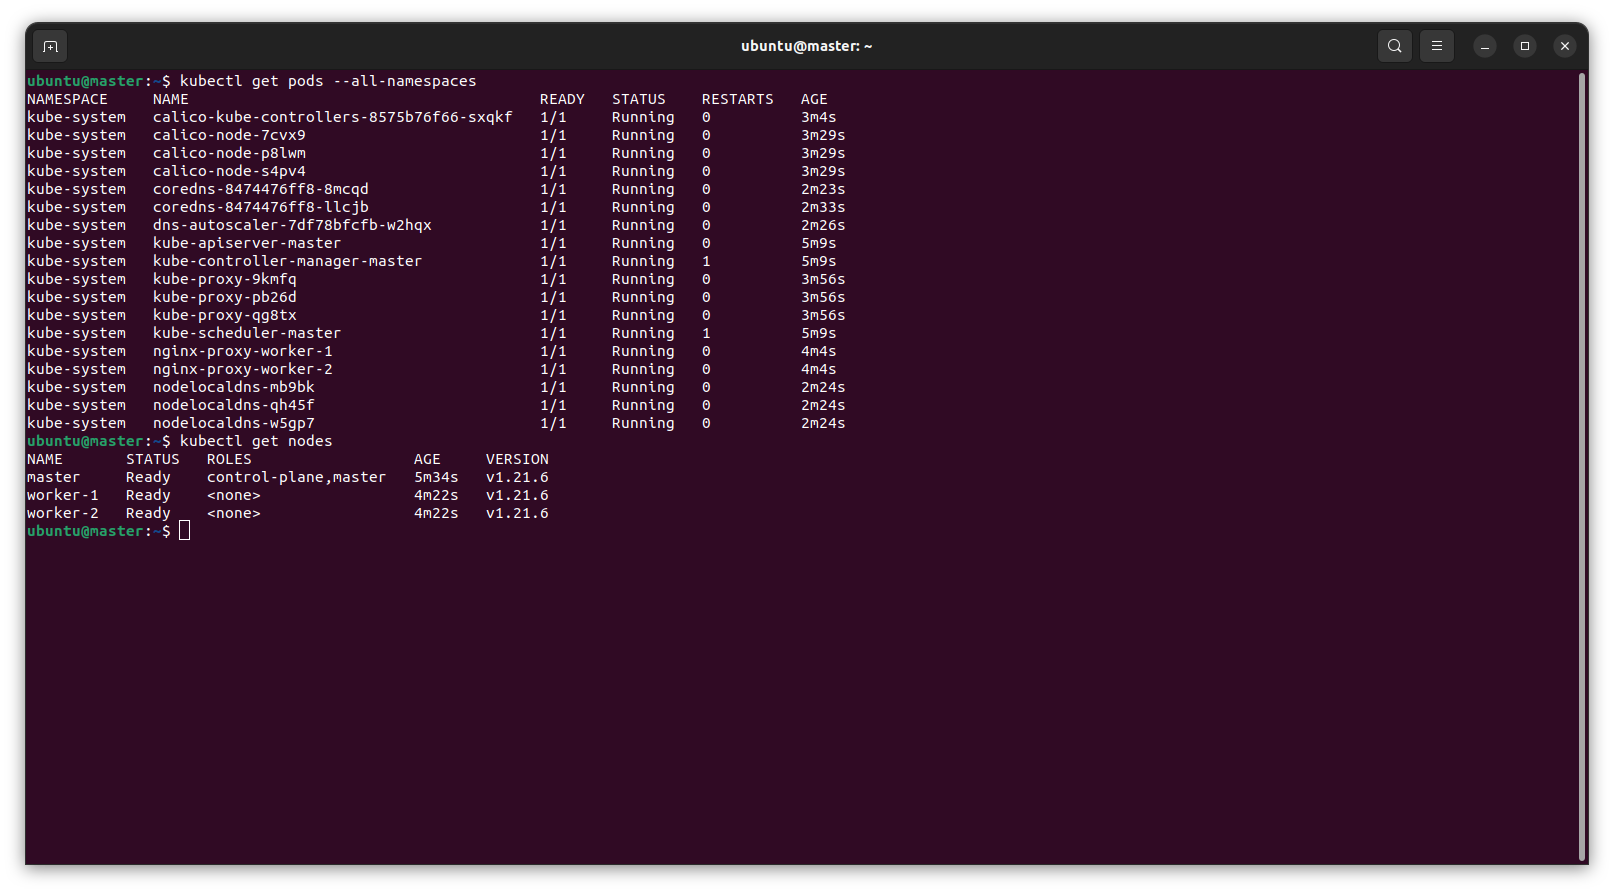 ubuntu@master: ~
ubuntu@master:~$ kubectl get pods --all-namespaces
NAMESPACE     NAME                                       READY   STATUS    RESTARTS   AGE
kube-system   calico-kube-controllers-8575b76f66-sxqkf   1/1     Running   0          3m4s
kube-system   calico-node-7cvx9                          1/1     Running   0          3m29s
kube-system   calico-node-p8lwm                          1/1     Running   0          3m29s
kube-system   calico-node-s4pv4                          1/1     Running   0          3m29s
kube-system   coredns-8474476ff8-8mcqd                   1/1     Running   0          2m23s
kube-system   coredns-8474476ff8-llcjb                   1/1     Running   0          2m33s
kube-system   dns-autoscaler-7df78bfcfb-w2hqx            1/1     Running   0          2m26s
kube-system   kube-apiserver-master                      1/1     Running   0          5m9s
kube-system   kube-controller-manager-master             1/1     Running   1          5m9s
kube-system   kube-proxy-9kmfq                           1/1     Running   0          3m56s
kube-system   kube-proxy-pb26d                           1/1     Running   0          3m56s
kube-system   kube-proxy-qg8tx                           1/1     Running   0          3m56s
kube-system   kube-scheduler-master                      1/1     Running   1          5m9s
kube-system   nginx-proxy-worker-1                       1/1     Running   0          4m4s
kube-system   nginx-proxy-worker-2                       1/1     Running   0          4m4s
kube-system   nodelocaldns-mb9bk                         1/1     Running   0          2m24s
kube-system   nodelocaldns-qh45f                         1/1     Running   0          2m24s
kube-system   nodelocaldns-w5gp7                         1/1     Running   0          2m24s
ubuntu@master:~$ kubectl get nodes
NAME       STATUS   ROLES                  AGE     VERSION
master     Ready    control-plane,master   5m34s   v1.21.6
worker-1   Ready    <none>                 4m22s   v1.21.6
worker-2   Ready    <none>                 4m22s   v1.21.6
ubuntu@master:~$